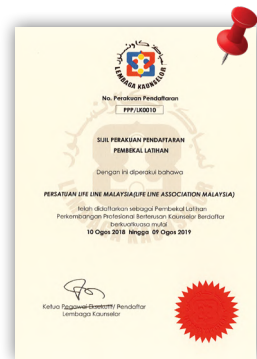 LEMBAGA KAUNSELOR
No. Perakuan Pendaftaran
PPP/LK0010
SIJIL PERAKUAN PENDAFTARAN
PEMBEKAL LATIHAN
Dengan ini diperakui bahawa
PERSATUAN LIFE LINE MALAYSIA(LIFE LINE ASSOCIATION MALAYSIA)
telah didaftarkan sebagai Pembekal Latihan
Perkembangan Profesional Berterusan Kaunselor Berdaftar
berkuatkuasa mulai
10 Ogos 2018 hingga 09 Ogos 2019
Ketua Pegawai Eksekutif/ Pendaftar
Lembaga Kaunselor